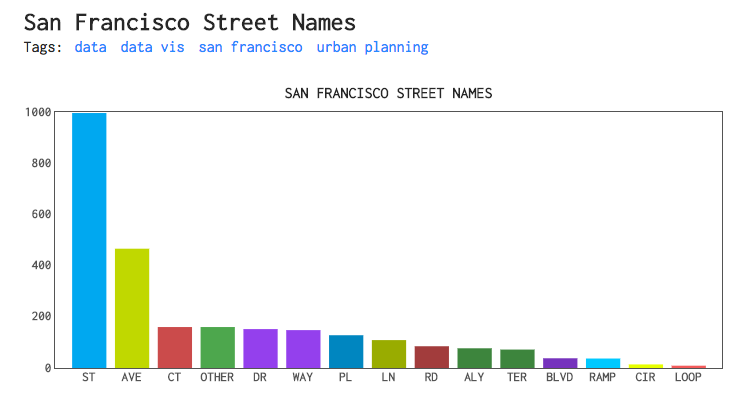 San Francisco Street Names
Tags: data data vis san francisco urban planning
SAN FRANCISCO STREET NAMES
1000
800
600
400
200
0
ST AVE CT OTHER DR WAY PL LN RD ALY TER BLVD RAMP CIR LOOP